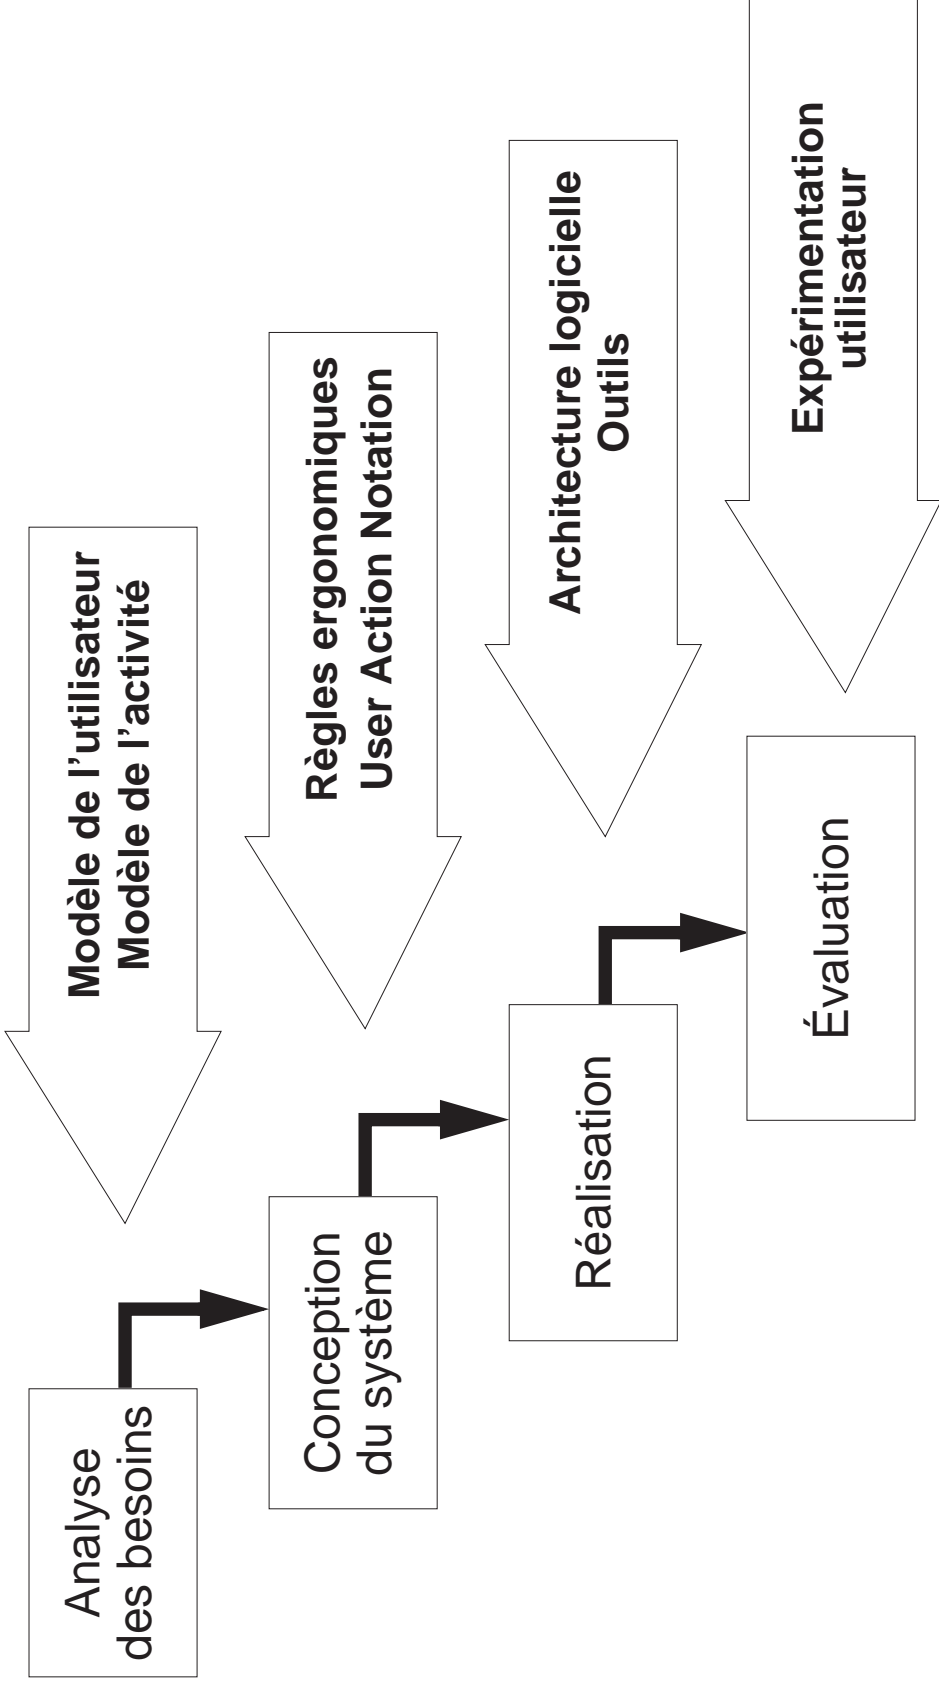 Analyse
des besoins
Modèle de l'utilisateur
Modèle de l'activité
Conception
du système
Règles ergonomiques
User Action Notation
Réalisation
Architecture logicielle
Outils
Évaluation
Expérimentation
utilisateur